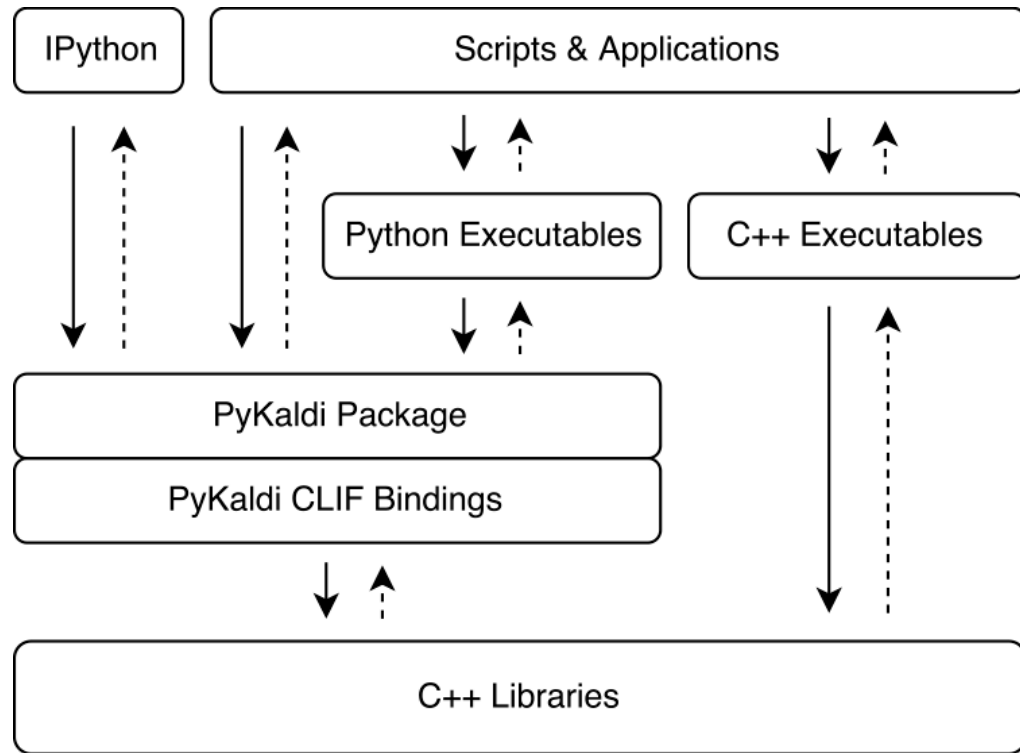 IPython
Scripts & Applications
Python Executables
C++ Executables
PyKaldi Package
PyKaldi CLIF Bindings
C++ Libraries